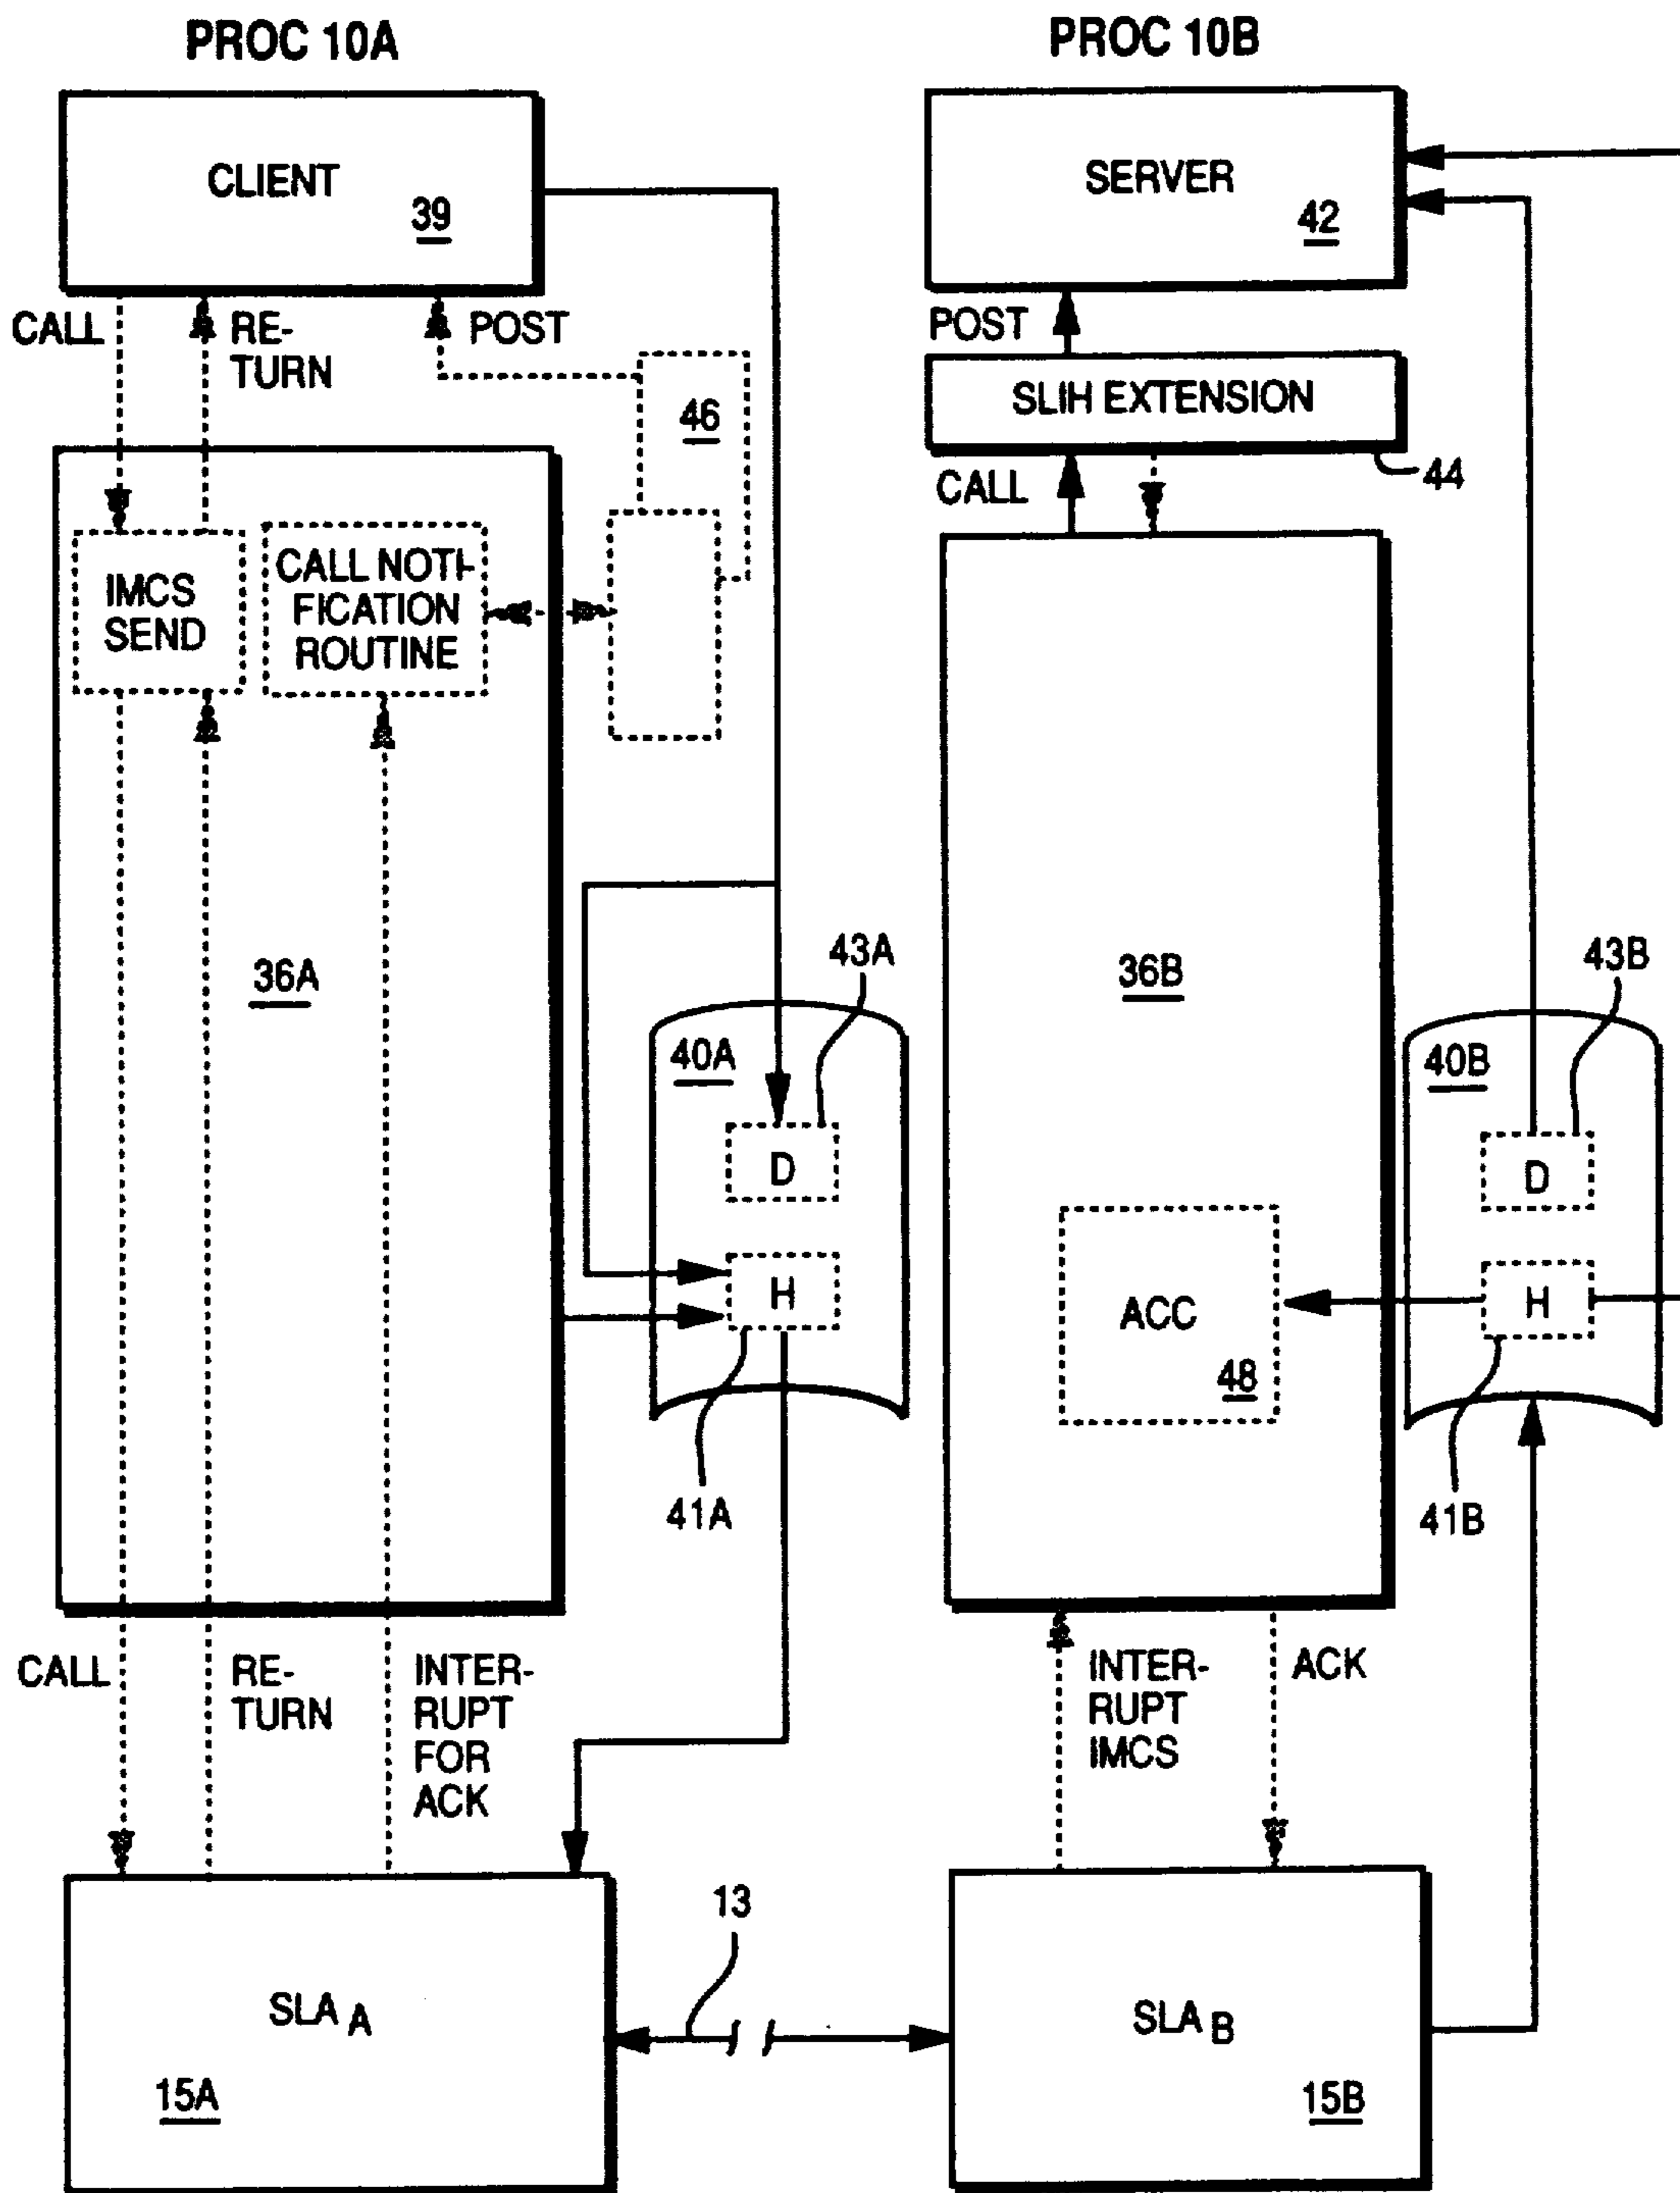 PROC 10A
PROC 10B
CLIENT
39
SERVER
42
CALL
RE-
TURN
POST
POST
46
SLIH EXTENSION
44
CALL
IMCS
SEND
CALL NOTI-
FICATION
ROUTINE
36A
43A
40A
D
H
41A
36B
43B
40B
D
H
ACC
48
41B
CALL
RE-
TURN
INTER-
RUPT
FOR
ACK
INTER-
RUPT
IMCS
ACK
13
SLA A
15A
SLA B
15B